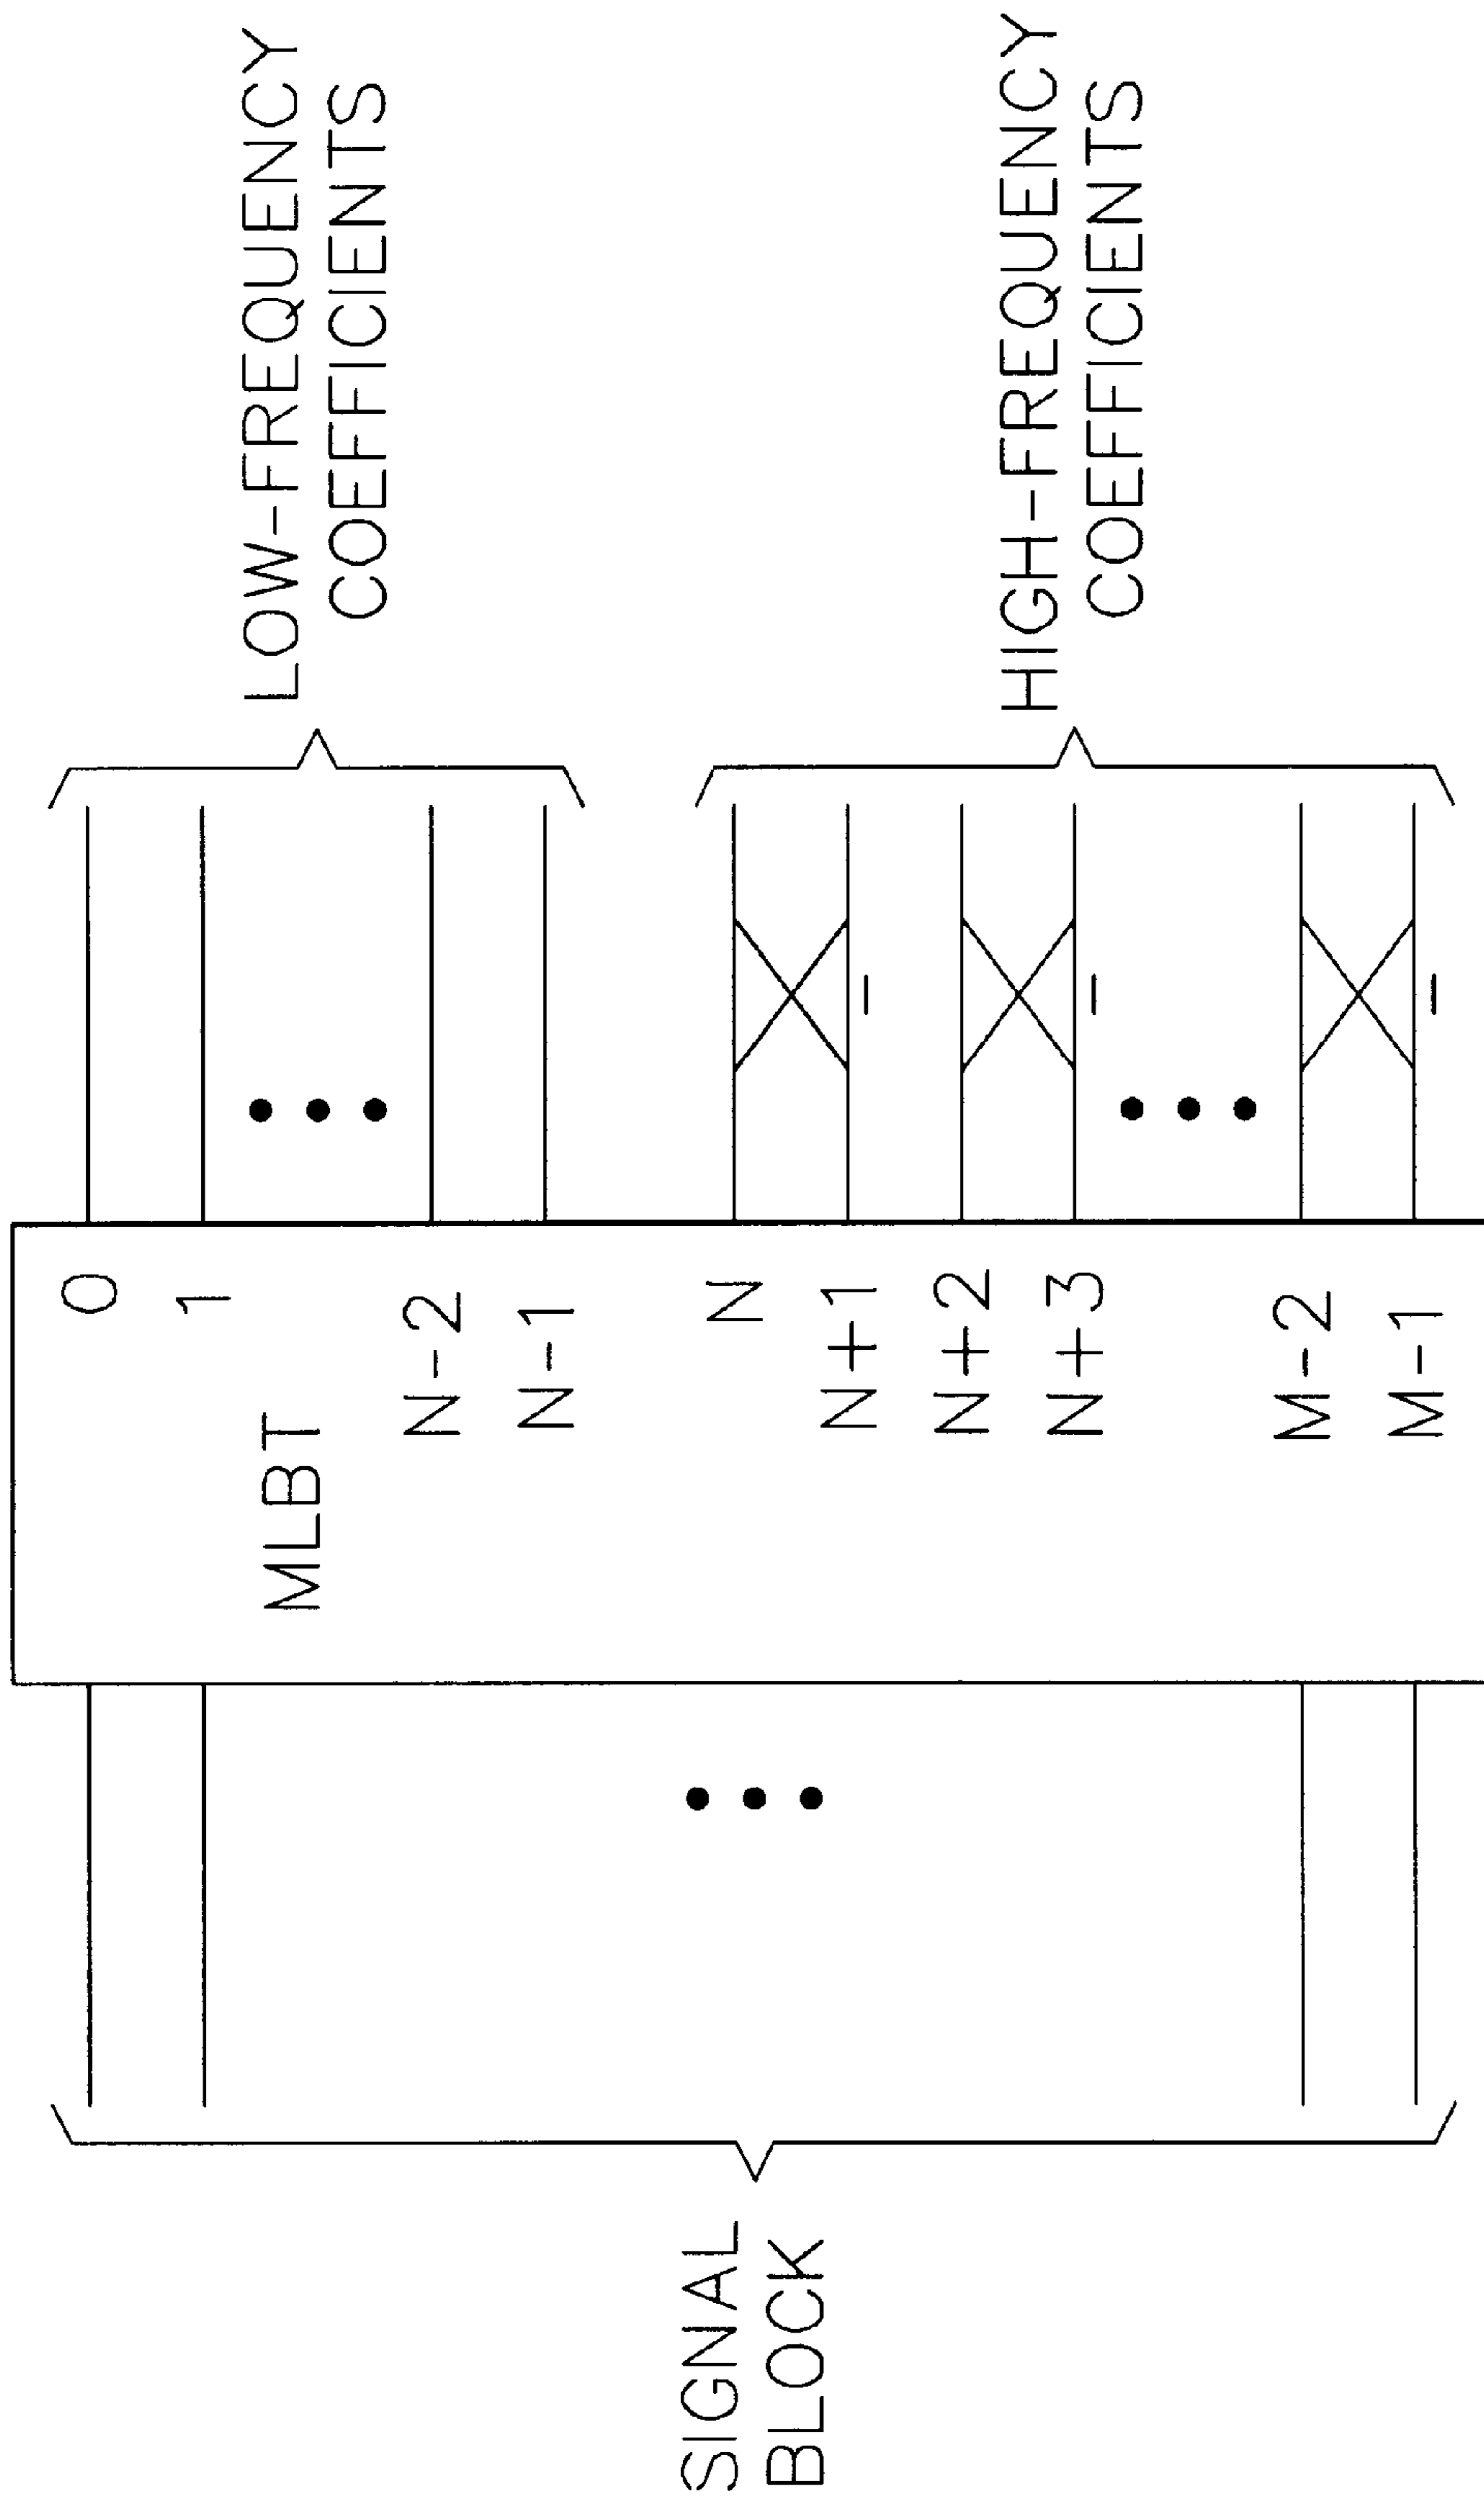 SIGNAL
BLOCK
MLBT
0
1
N-2
N-1
N
N+1
N+2
N+3
M-2
M-1
LOW-FREQUENCY
COEFFICIENTS
HIGH-FREQUENCY
COEFFICIENTS